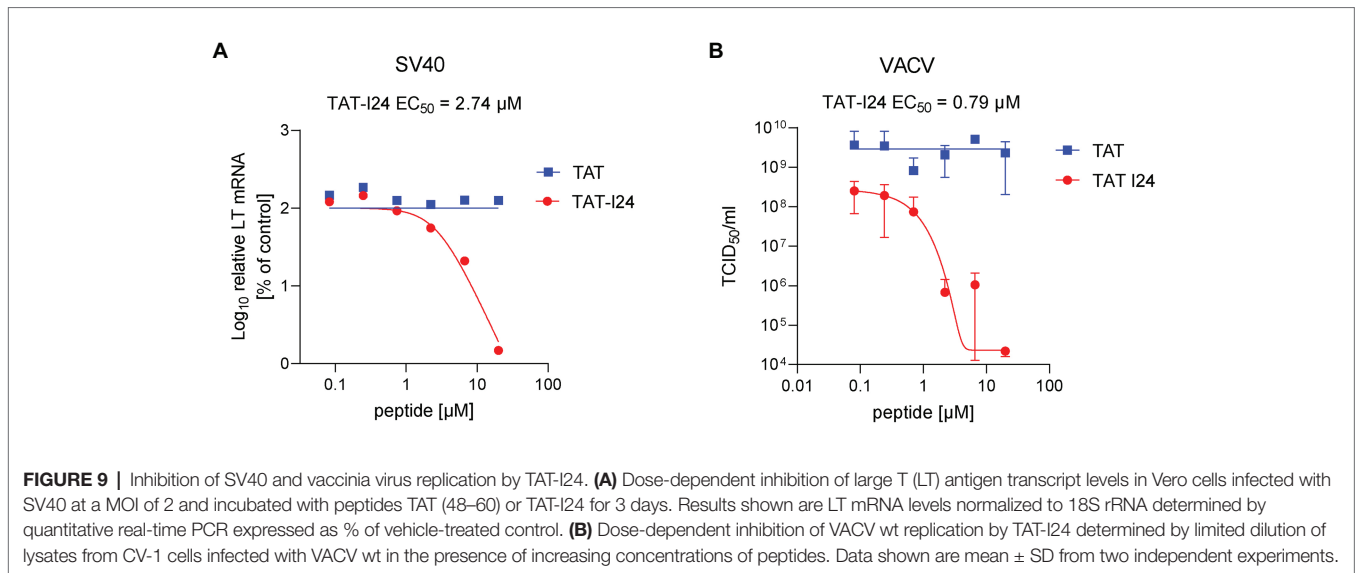 A
SV40
TAT-I24 EC50 = 2.74 µM
Log10 relative LT mRNA
[% of control]
3
2
1
0
0.1 1 10 100
peptide [µM]
TAT
TAT-I24
B
VACV
TAT-I24 EC50 = 0.79 µM
TCID50/ml
10^10
10^9
10^8
10^7
10^6
10^5
10^4
0.01 0.1 1 10 100
peptide [µM]
TAT
TAT I24
FIGURE 9 | Inhibition of SV40 and vaccinia virus replication by TAT-I24. (A) Dose-dependent inhibition of large T (LT) antigen transcript levels in Vero cells infected with
SV40 at a MOI of 2 and incubated with peptides TAT (48–60) or TAT-I24 for 3 days. Results shown are LT mRNA levels normalized to 18S rRNA determined by
quantitative real-time PCR expressed as % of vehicle-treated control. (B) Dose-dependent inhibition of VACV wt replication by TAT-I24 determined by limited dilution of
lysates from CV-1 cells infected with VACV wt in the presence of increasing concentrations of peptides. Data shown are mean ± SD from two independent experiments.